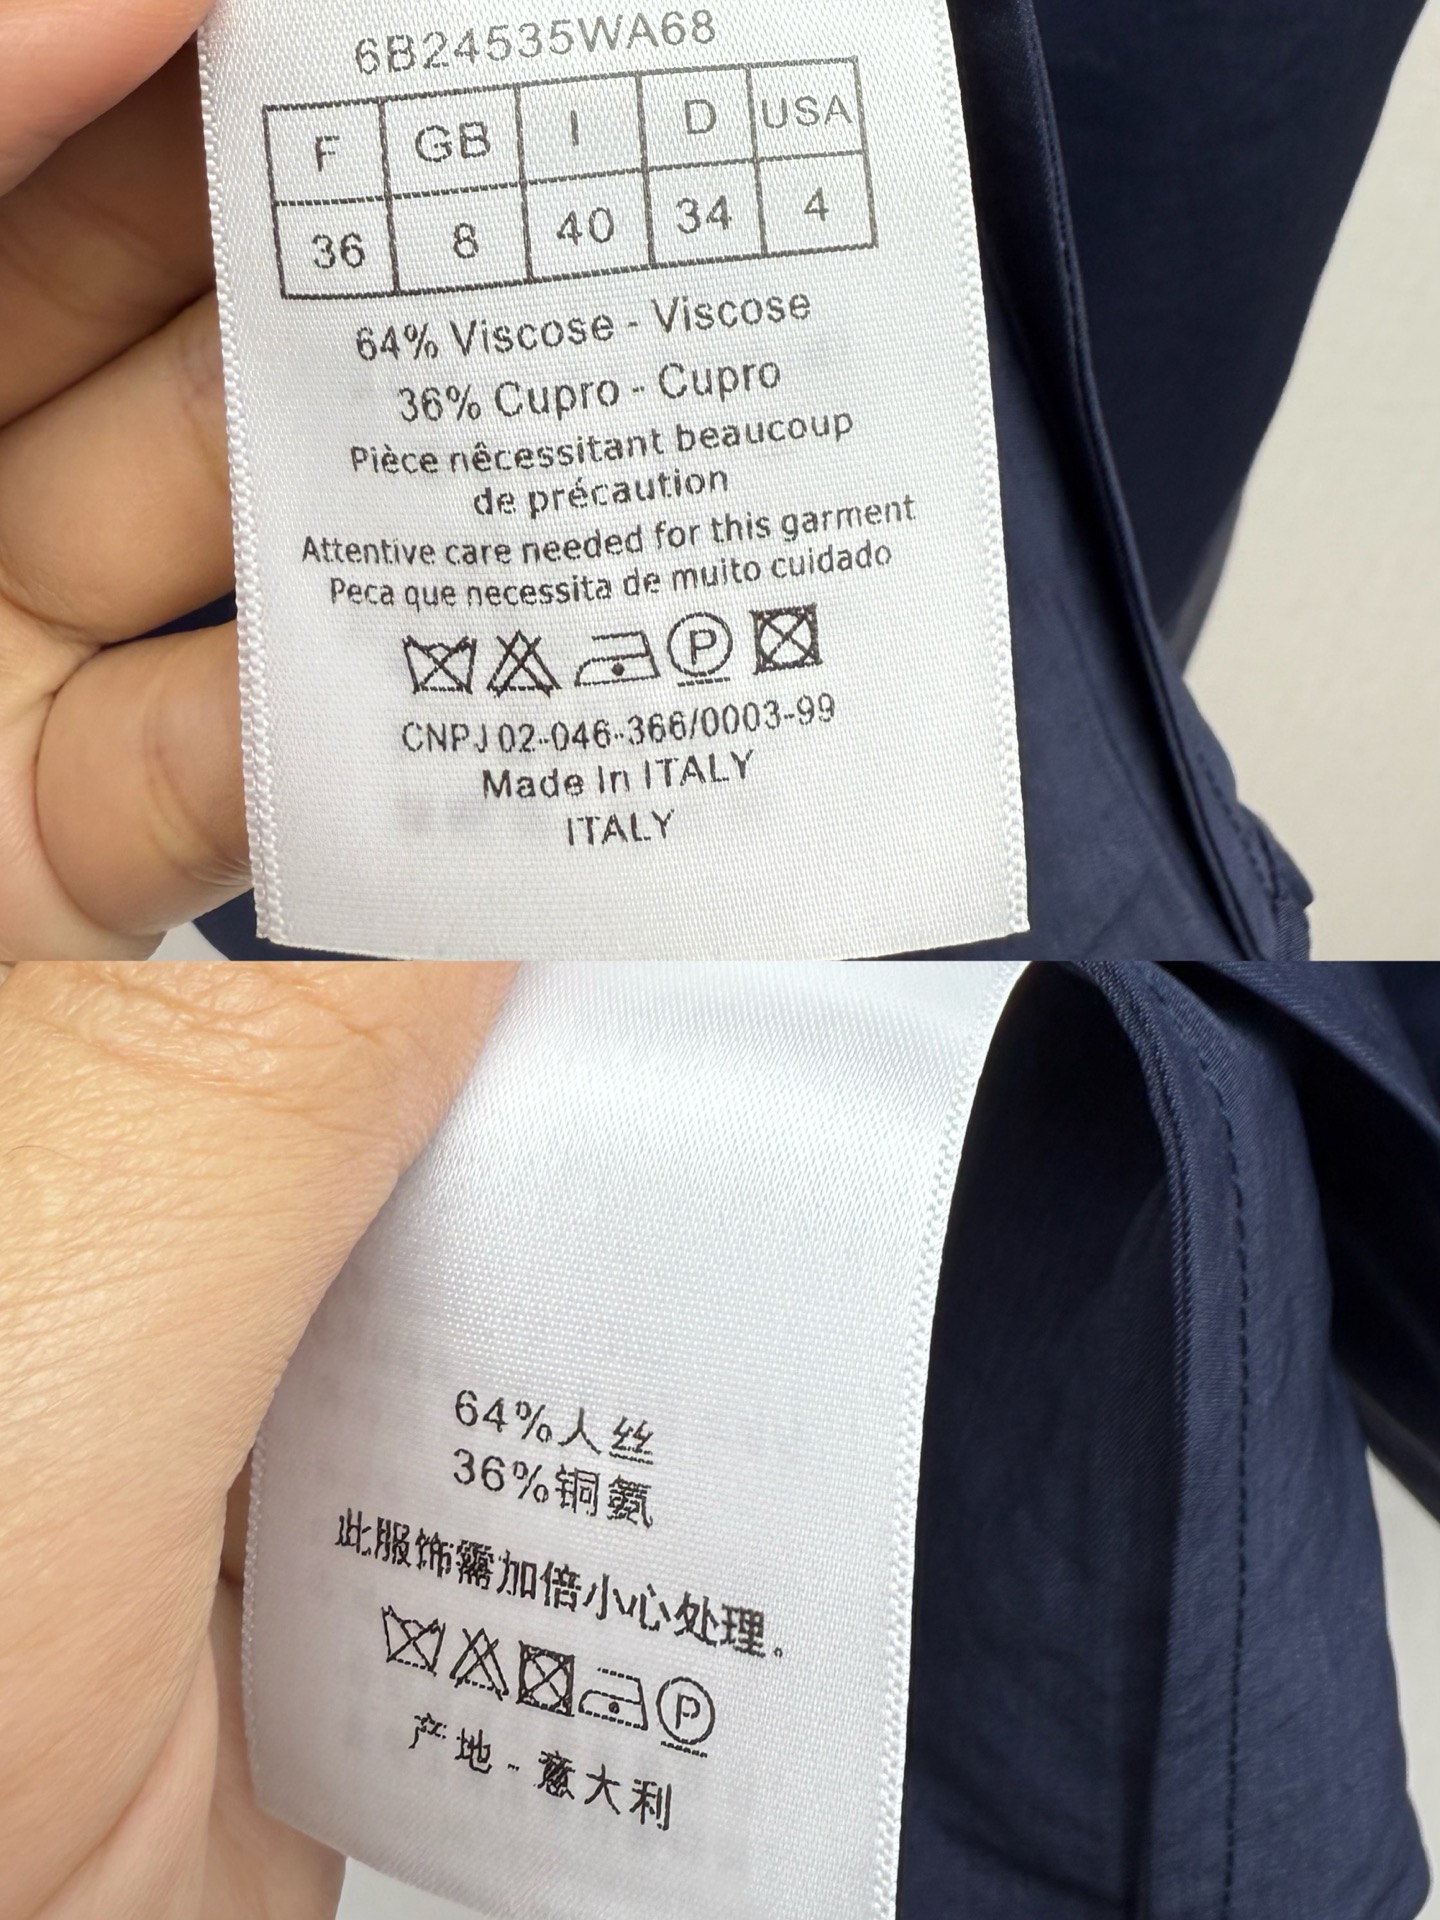 6B24535WA68
F GB I D USA
36 8 40 34 4
64% Viscose - Viscose
36% Cupro - Cupro
Pièce nêcessitant beaucoup
de précaution
Attentive care needed for this garment
Peca que necessita de muito cuidado
P
CNPJ 02-046-366/0003-99
Made In ITALY
ITALY
64%人丝
36%铜氨
此服饰需加倍小心处理。
P
产地-意大利